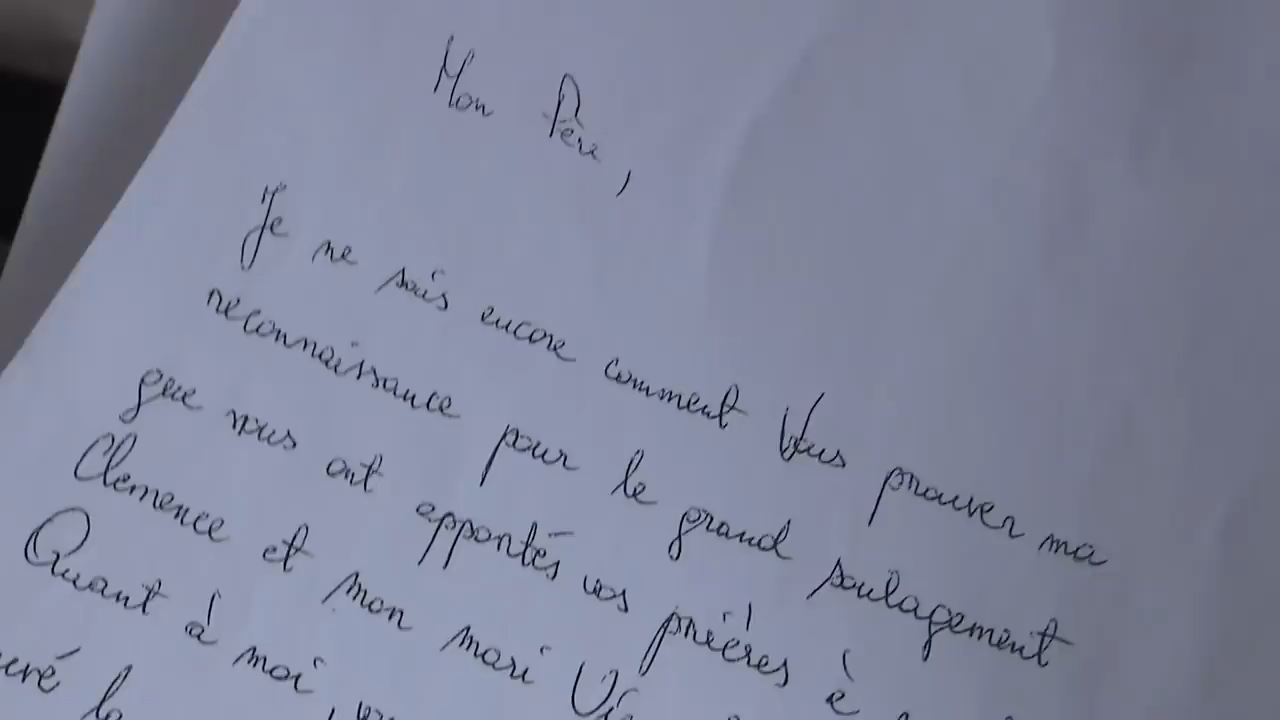 Mon Père,
Je ne sais encore comment Vous prouver ma
reconnaissance pour le grand soulagement
que nous ont apportés vos prières à
Clemence et mon mari
Quant à moi,